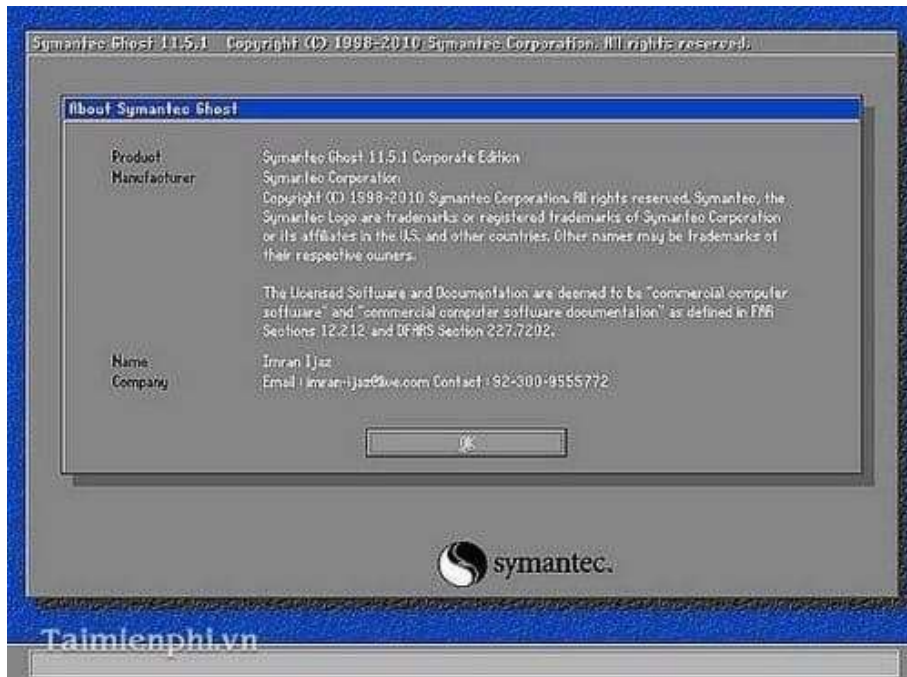 Symantec Ghost 11.5.1 Copyright (C) 1998-2010 Symantec Corporation. All rights reserved.
About Symantec Ghost
Product Symantec Ghost 11.5.1 Corporate Edition
Manufacturer Symantec Corporation
Copyright (C) 1998-2010 Symantec Corporation. All rights reserved. Symantec, the
Symantec Logo are trademarks or registered trademarks of Symantec Corporation
or its affiliates in the U.S. and other countries. Other names may be trademarks of
their respective owners.
The Licensed Software and Documentation are deemed to be "commercial computer
software" and "commercial computer software documentation" as defined in FAR
Sections 12.212 and DFARS Section 227.7202.
Name Imran Ijaz
Company Email : imran-ijaz@live.com Contact : 92-300-9555772
OK
symantec.
Taimienphi.vn